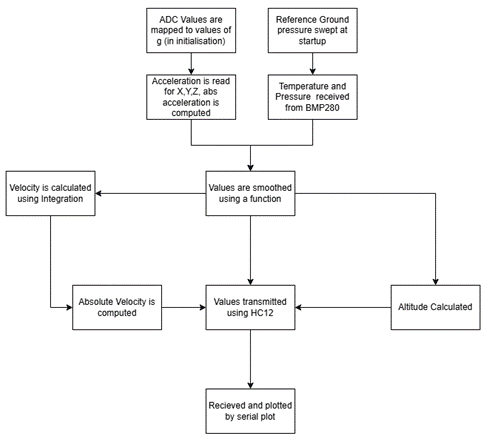 ADC Values are
mapped to values of
g (in initialisation)
Reference Ground
pressure swept at
startup
Acceleration is read
for X,Y,Z, abs
acceleration is
computed
Temperature and
Pressure received
from BMP280
Velocity is calculated
using Integration
Values are smoothed
using a function
Absolute Velocity is
computed
Values transmitted
using HC12
Altitude Calculated
Recieved and plotted
by serial plot